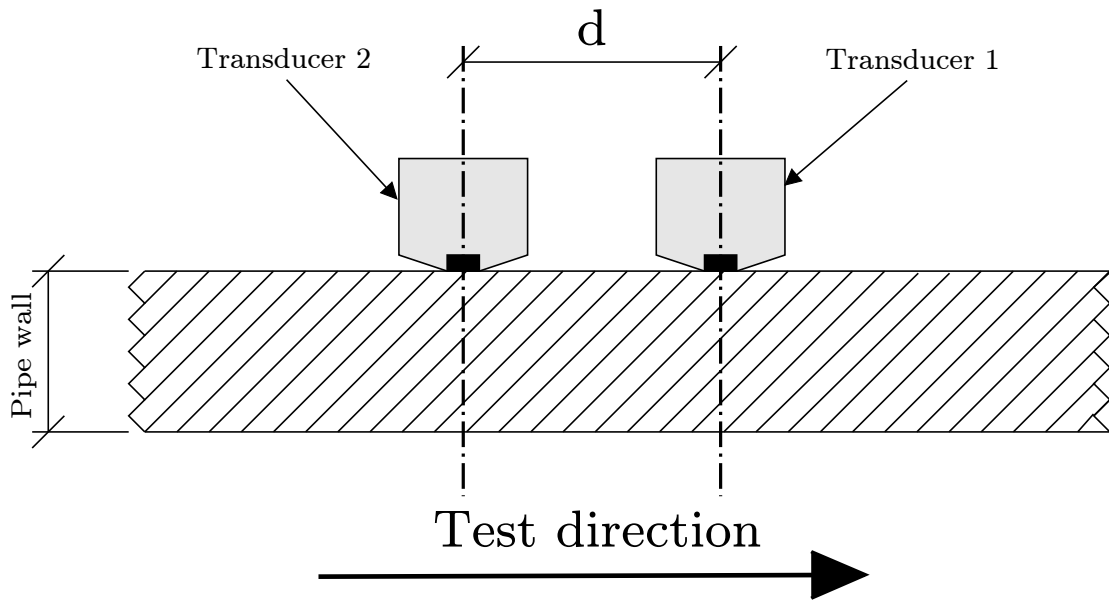 d
Transducer 2
Transducer 1
Pipe wall
Test direction